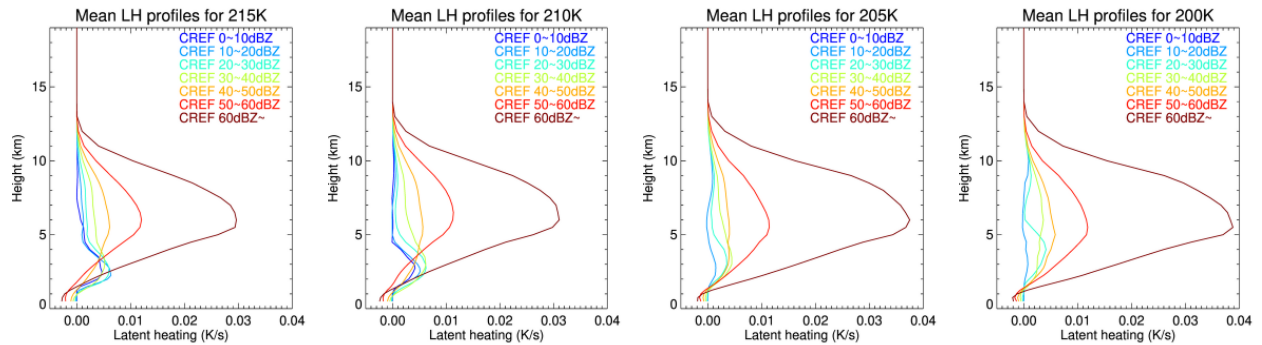 Mean LH profiles for 215K
CREF 0~10dBZ
CREF 10~20dBZ
CREF 20~30dBZ
CREF 30~40dBZ
CREF 40~50dBZ
CREF 50~60dBZ
CREF 60dBZ~
Height (km)
15
10
5
0
0.00 0.01 0.02 0.03 0.04
Latent heating (K/s)
Mean LH profiles for 210K
CREF 0~10dBZ
CREF 10~20dBZ
CREF 20~30dBZ
CREF 30~40dBZ
CREF 40~50dBZ
CREF 50~60dBZ
CREF 60dBZ~
Height (km)
15
10
5
0
0.00 0.01 0.02 0.03 0.04
Latent heating (K/s)
Mean LH profiles for 205K
CREF 0~10dBZ
CREF 10~20dBZ
CREF 20~30dBZ
CREF 30~40dBZ
CREF 40~50dBZ
CREF 50~60dBZ
CREF 60dBZ~
Height (km)
15
10
5
0
0.00 0.01 0.02 0.03 0.04
Latent heating (K/s)
Mean LH profiles for 200K
CREF 0~10dBZ
CREF 10~20dBZ
CREF 20~30dBZ
CREF 30~40dBZ
CREF 40~50dBZ
CREF 50~60dBZ
CREF 60dBZ~
Height (km)
15
10
5
0
0.00 0.01 0.02 0.03 0.04
Latent heating (K/s)